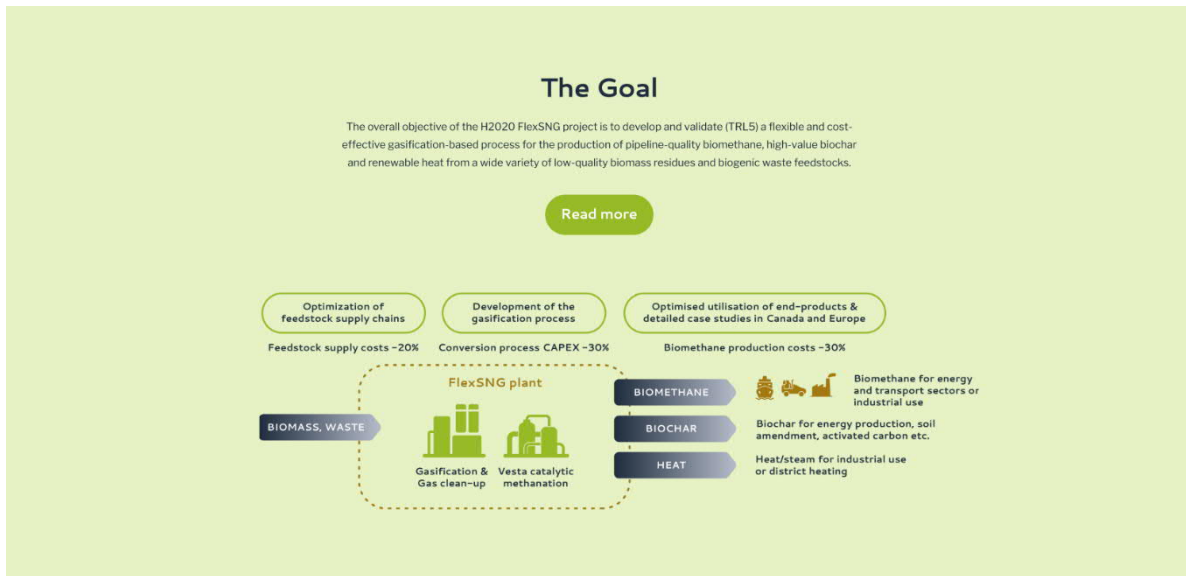 The Goal
The overall objective of the H2020 FlexSNG project is to develop and validate (TRL5) a flexible and cost-
effective gasification-based process for the production of pipeline-quality biomethane, high-value biochar
and renewable heat from a wide variety of low-quality biomass residues and biogenic waste feedstocks.
Read more
Optimization of
feedstock supply chains
Development of the
gasification process
Optimised utilisation of end-products &
detailed case studies in Canada and Europe
Feedstock supply costs -20%
Conversion process CAPEX -30%
Biomethane production costs -30%
BIOMASS, WASTE
FlexSNG plant
Gasification &
Gas clean-up
Vesta catalytic
methanation
BIOMETHANE
Biomethane for energy
and transport sectors or
industrial use
BIOCHAR
Biochar for energy production, soil
amendment, activated carbon etc.
HEAT
Heat/steam for industrial use
or district heating